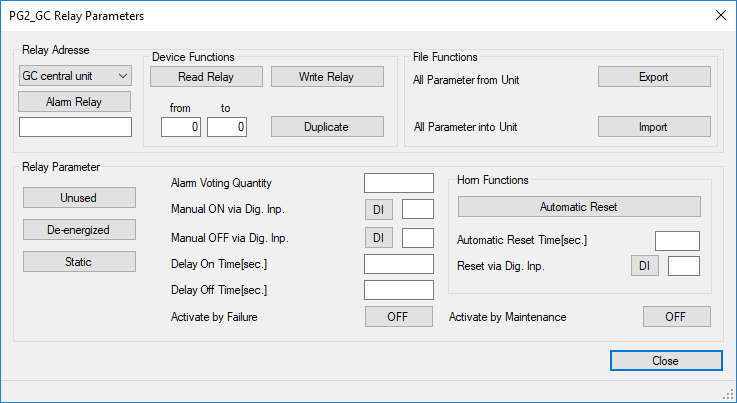 PG2_GC Relay Parameters
Relay Adresse
GC central unit
Alarm Relay
Device Functions
Read Relay
Write Relay
from to
0 0
Duplicate
File Functions
All Parameter from Unit
Export
All Parameter into Unit
Import
Relay Parameter
Unused
De-energized
Static
Alarm Voting Quantity
Manual ON via Dig. Inp.
DI
Manual OFF via Dig. Inp.
DI
Delay On Time[sec.]
Delay Off Time[sec.]
Activate by Failure
OFF
Horn Functions
Automatic Reset
Automatic Reset Time[sec.]
Reset via Dig. Inp.
DI
Activate by Maintenance
OFF
Close